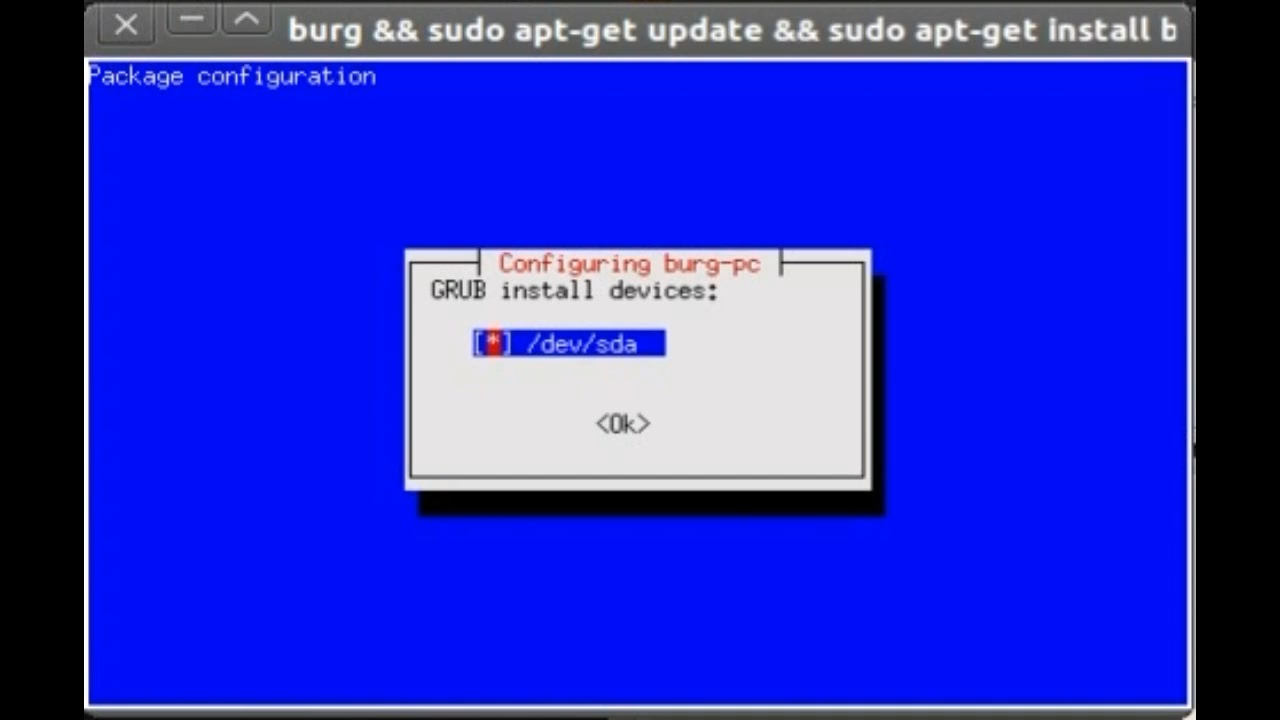 burg && sudo apt-get update && sudo apt-get install b
Package configuration
Configuring burg-pc
GRUB install devices:
[*] /dev/sda
<Ok>